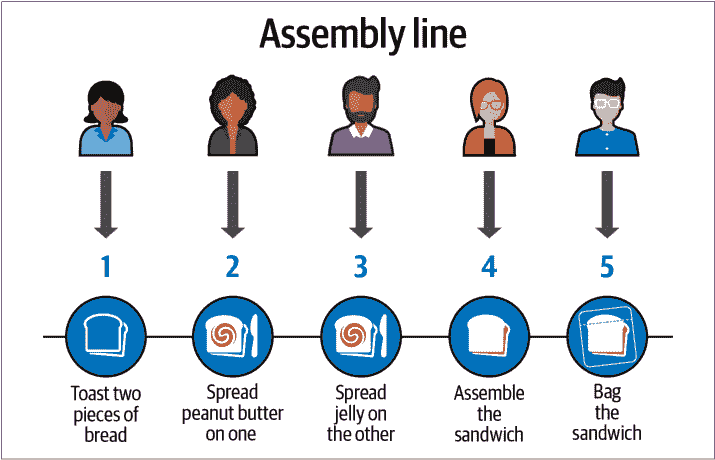 Assembly line
1
2
3
4
5
Toast two
pieces of
bread
Spread
peanut butter
on one
Spread
jelly on
the other
Assemble
the
sandwich
Bag
the
sandwich